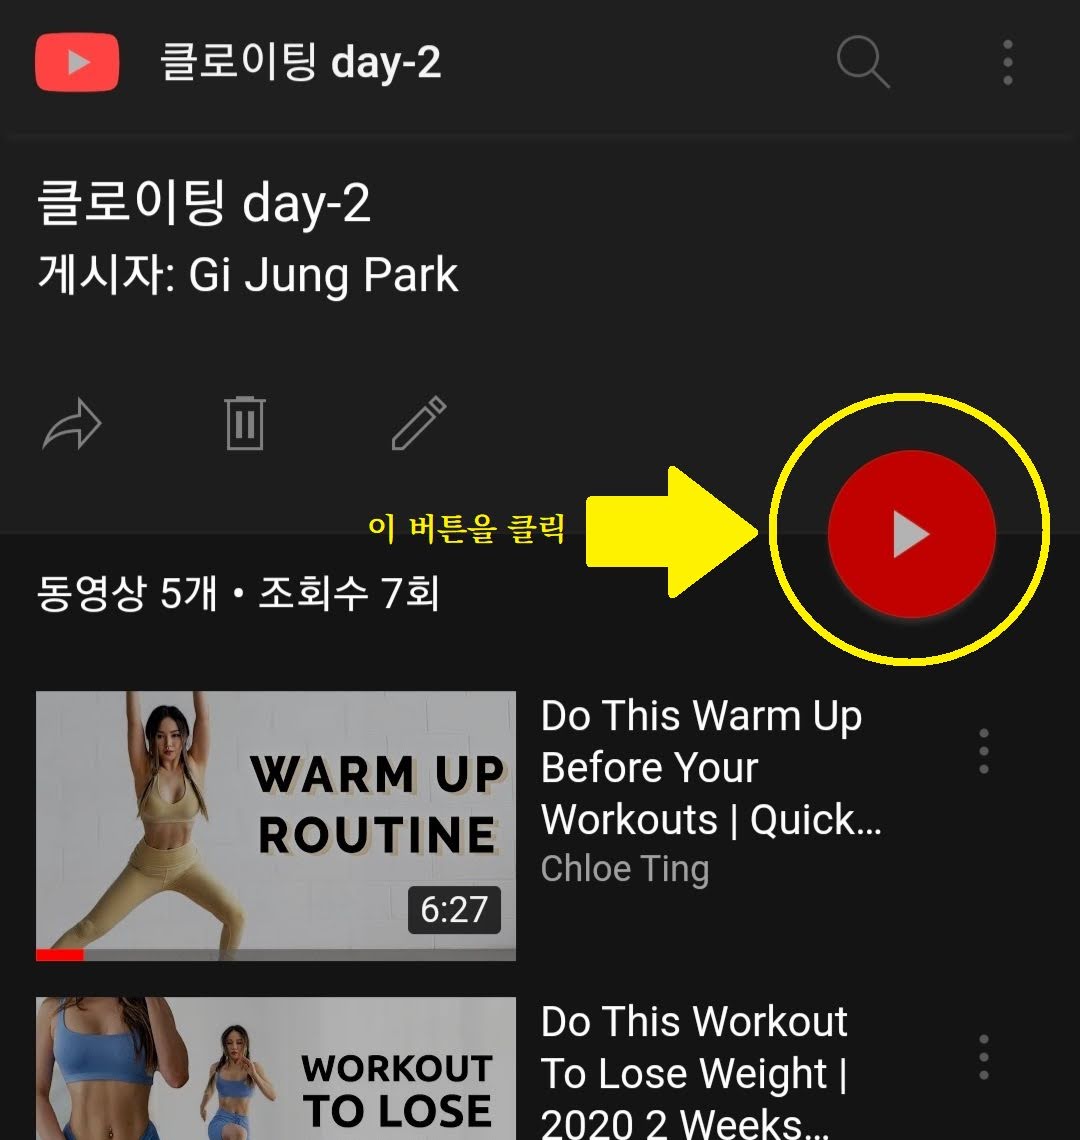 클로이팅 day-2
클로이팅 day-2
게시자: Gi Jung Park
이 버튼을 클릭
동영상 5개 • 조회수 7회
WARM UP
ROUTINE
6:27
Do This Warm Up
Before Your
Workouts | Quick...
Chloe Ting
WORKOUT
TO LOSE
Do This Workout
To Lose Weight |
2020 2 Weeks...